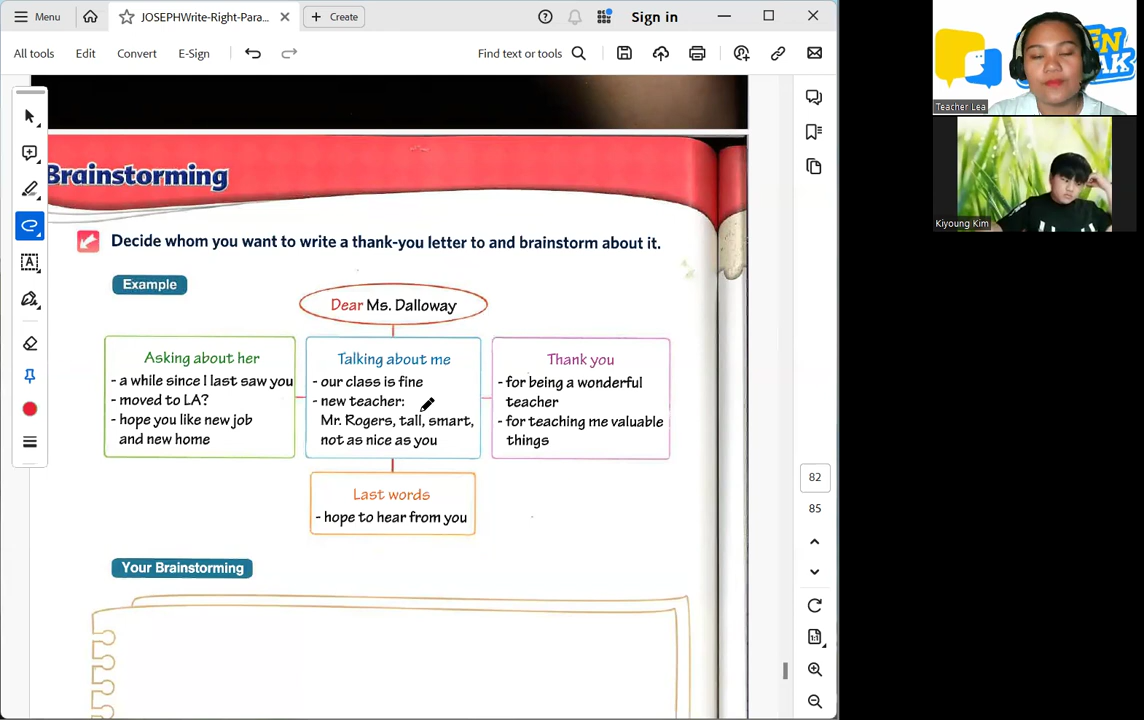 Menu
JOSEPHWrite-Right-Para...
Create
Sign in
All tools
Edit
Convert
E-Sign
Find text or tools
Brainstorming
Decide whom you want to write a thank-you letter to and brainstorm about it.
Example
Dear Ms. Dalloway
Asking about her
- a while since I last saw you
- moved to LA?
- hope you like new job
and new home
Talking about me
- our class is fine
- new teacher:
Mr. Rogers, tall, smart,
not as nice as you
Thank you
- for being a wonderful
teacher
- for teaching me valuable
things
Last words
- hope to hear from you
Your Brainstorming
82
85
Teacher Lea
Kiyoung Kim